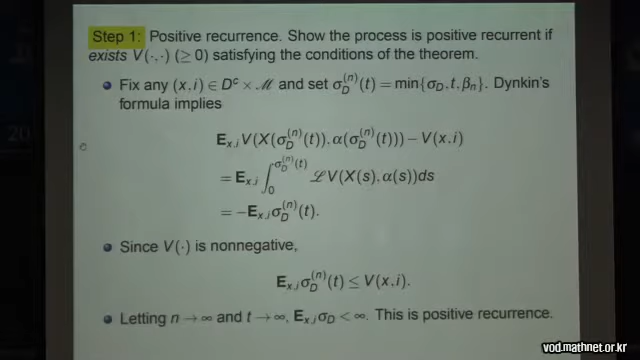 Step 1: Positive recurrence. Show the process is positive recurrent if
exists V(·,·) (≥ 0) satisfying the conditions of the theorem.
Fix any (x,i) ∈ Dᶜ × ℳ and set σ_D^(n)(t) = min{σ_D, t, β_n}. Dynkin's
formula implies
E_{x,i}V(X(σ_D^(n)(t)), α(σ_D^(n)(t))) − V(x,i)
= E_{x,i} ∫_0^{σ_D^(n)(t)} ℒV(X(s), α(s))ds
= −E_{x,i}σ_D^(n)(t).
Since V(·) is nonnegative,
E_{x,i}σ_D^(n)(t) ≤ V(x,i).
Letting n → ∞ and t → ∞, E_{x,i}σ_D < ∞. This is positive recurrence.
20
vod.mathnet.or.kr